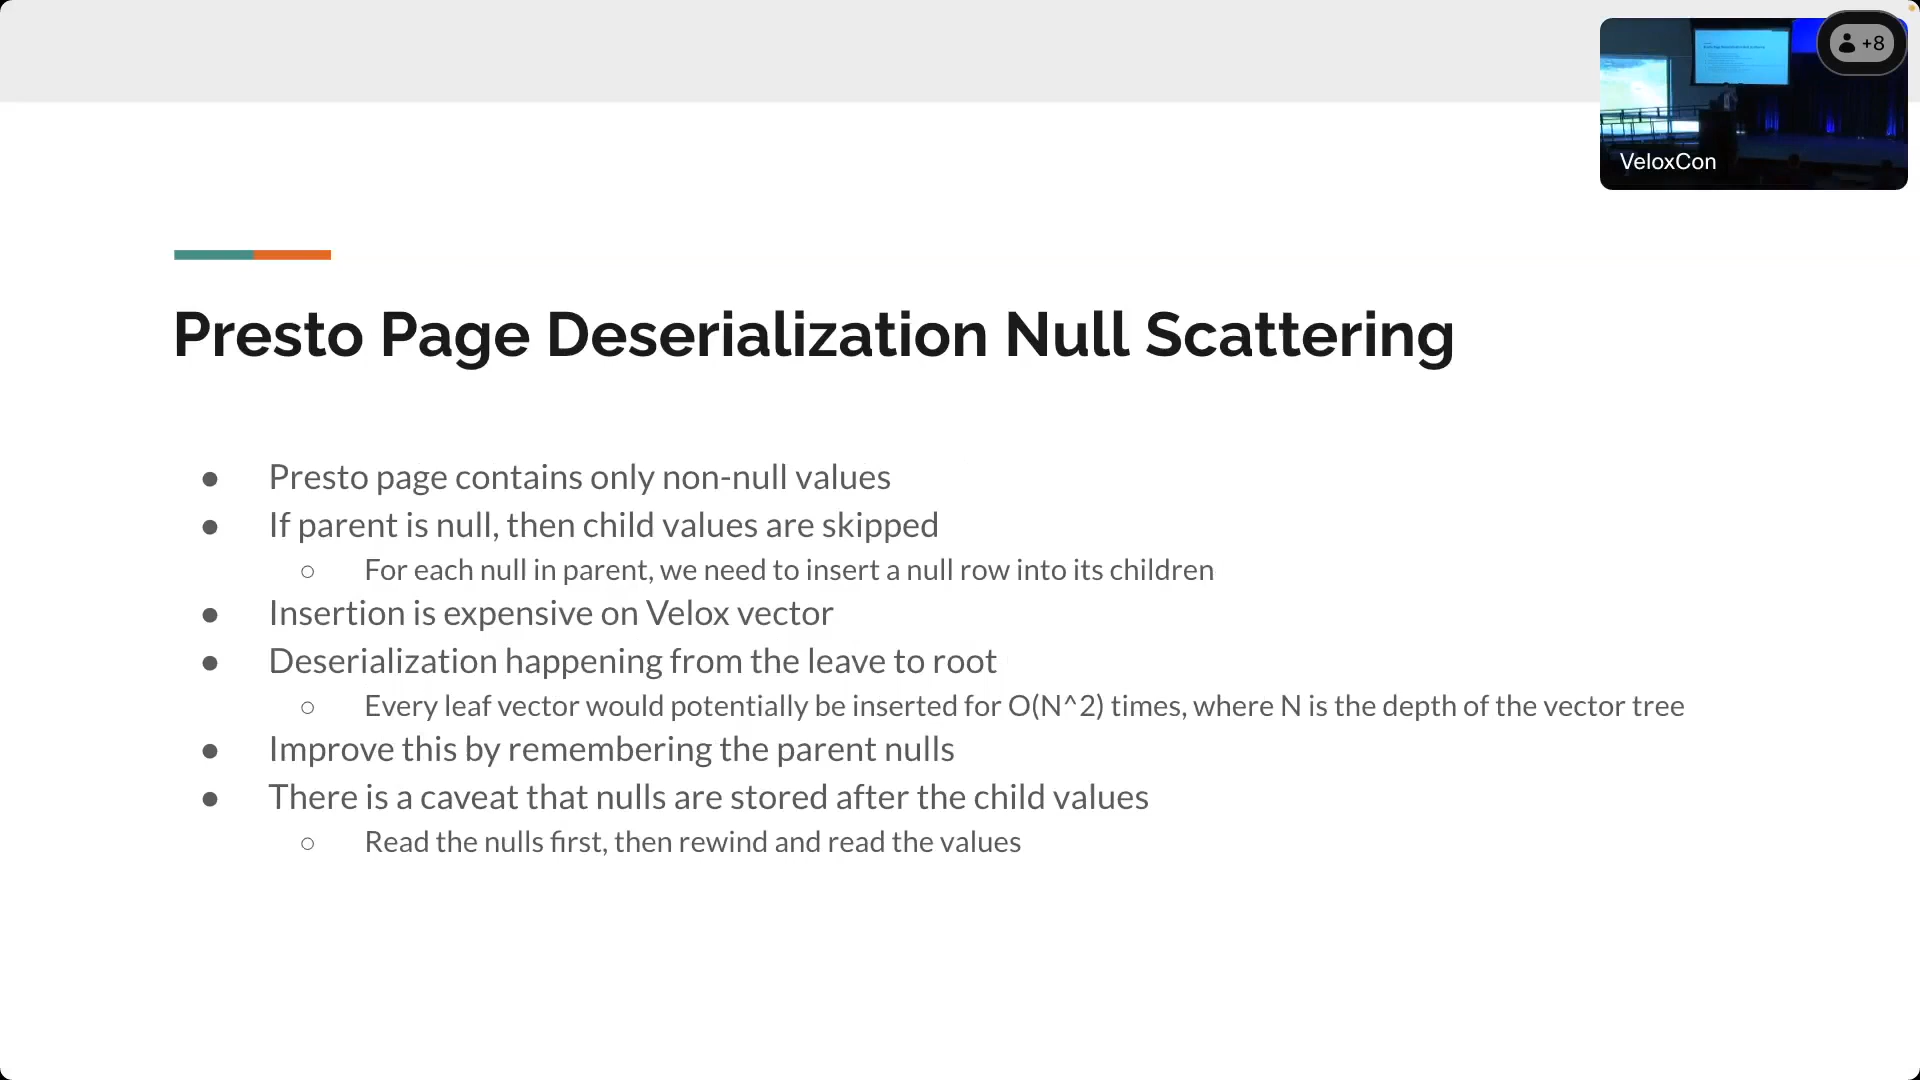 +8
VeloxCon
Presto Page Deserialization Null Scattering
● Presto page contains only non-null values
● If parent is null, then child values are skipped
○ For each null in parent, we need to insert a null row into its children
● Insertion is expensive on Velox vector
● Deserialization happening from the leave to root
○ Every leaf vector would potentially be inserted for O(N^2) times, where N is the depth of the vector tree
● Improve this by remembering the parent nulls
● There is a caveat that nulls are stored after the child values
○ Read the nulls first, then rewind and read the values